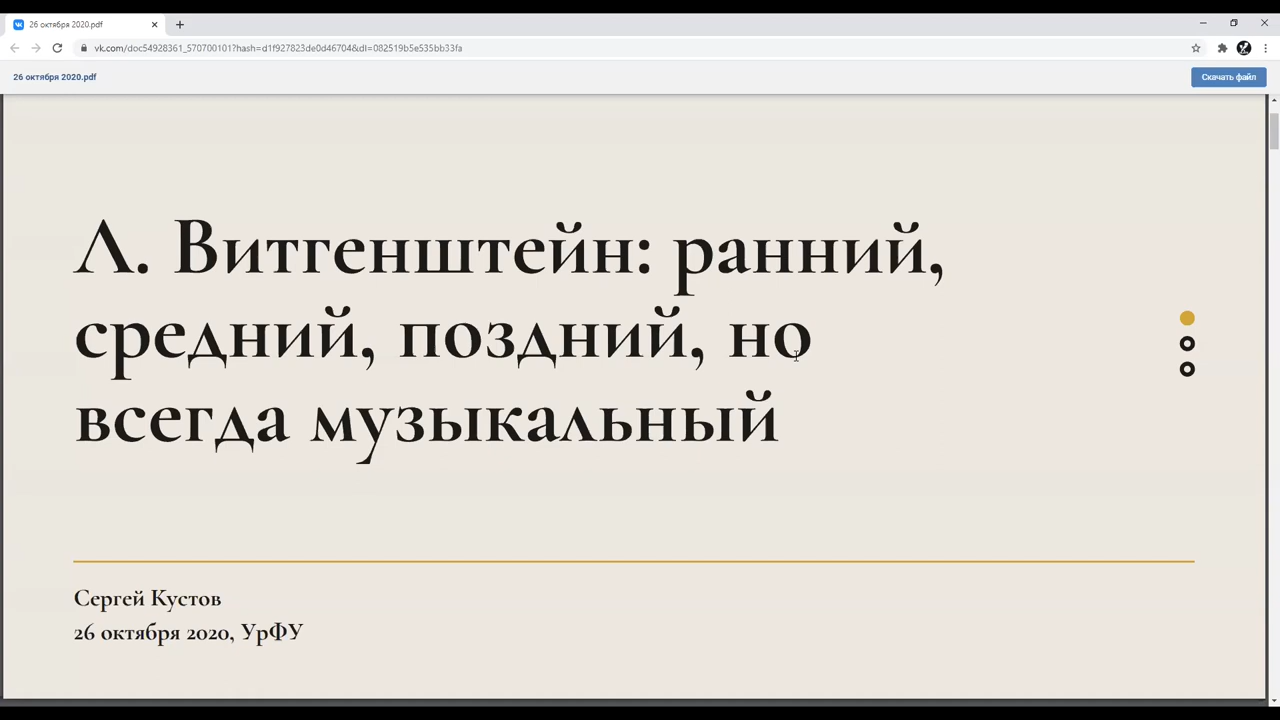 26 октября 2020.pdf
vk.com/doc54928361_570700101?hash=d1f927823de0d46704&dl=082519b5e535bb33fa
26 октября 2020.pdf
Скачать файл
Л. Витгенштейн: ранний,
средний, поздний, но
всегда музыкальный
Сергей Кустов
26 октября 2020, УрФУ